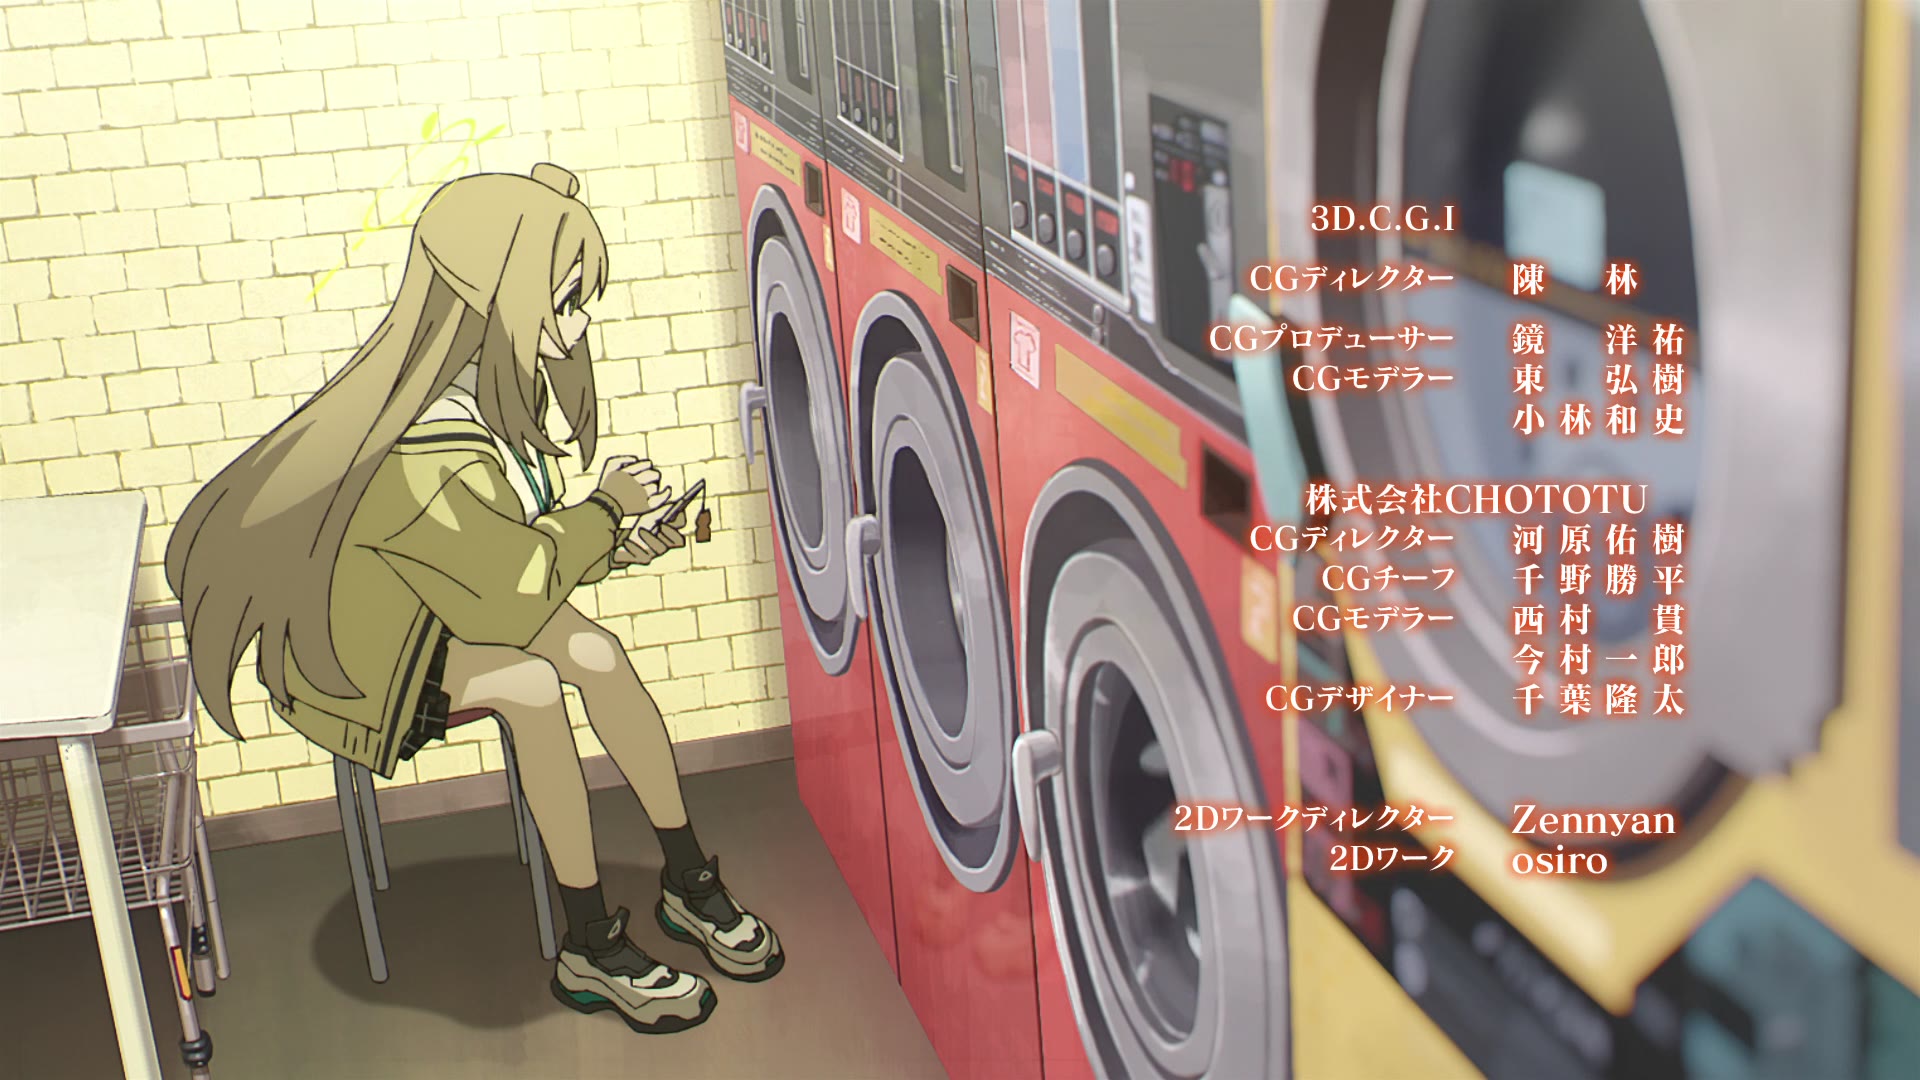 3D.C.G.I
CGディレクター 陳 林
CGプロデューサー 鏡 洋祐
CGモデラー 東 弘樹
小林和史
株式会社CHOTOTU
CGディレクター 河原佑樹
CGチーフ 千野勝平
CGモデラー 西村 貫
今村一郎
CGデザイナー 千葉隆太
2Dワークディレクター Zennyan
2Dワーク osiro